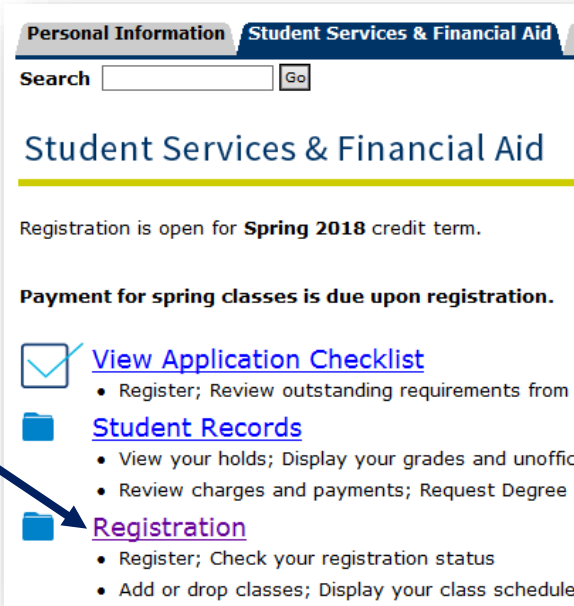 Personal Information Student Services & Financial Aid
Search Go
Student Services & Financial Aid
Registration is open for Spring 2018 credit term.
Payment for spring classes is due upon registration.
View Application Checklist
• Register; Review outstanding requirements from
Student Records
• View your holds; Display your grades and
• Review charges and payments; Request Degree
Registration
• Register; Check your registration status
• Add or drop classes; Display your class schedule